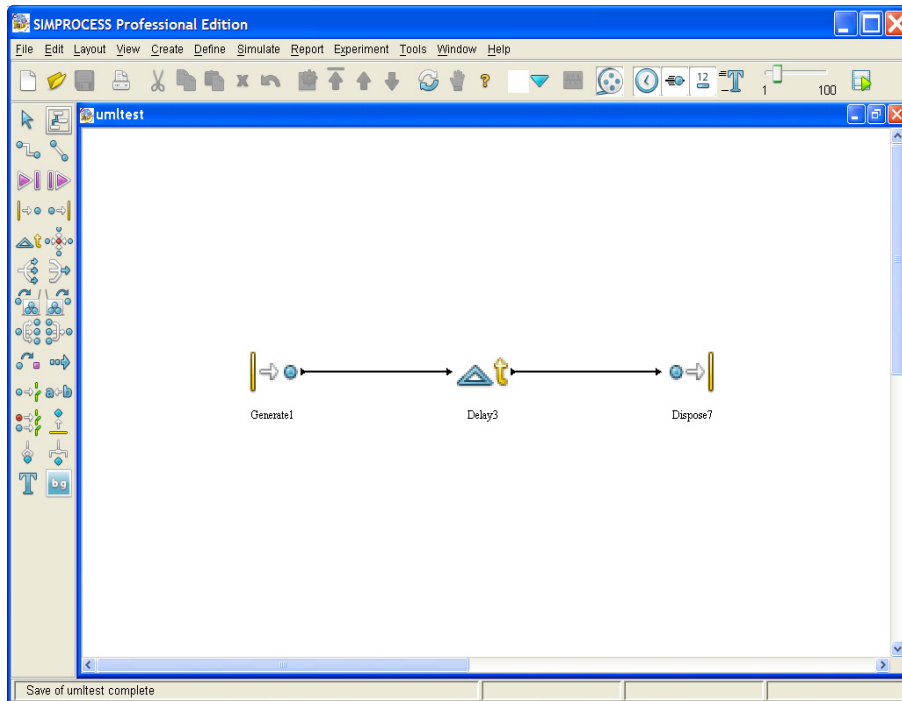 SIMPROCESS Professional Edition
File Edit Layout View Create Define Simulate Report Experiment Tools Window Help
12 T 1 100
umltest
t
a b
T bg
t
Generate1 Delay3 Dispose7
Save of umltest complete